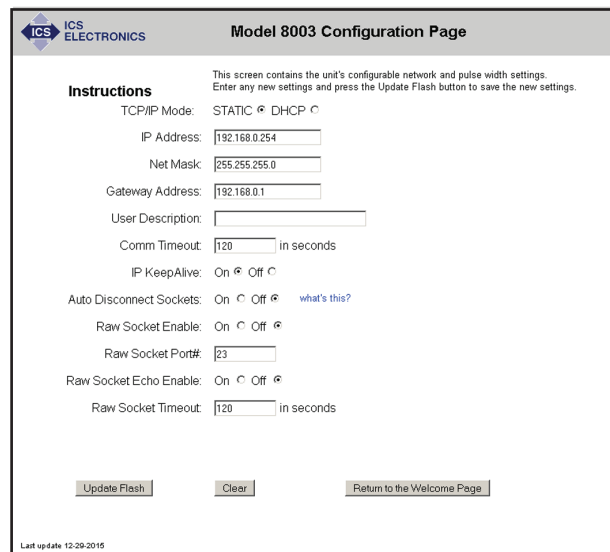 ICS
ICS
ELECTRONICS
Model 8003 Configuration Page
Instructions
This screen contains the unit's configurable network and pulse width settings.
Enter any new settings and press the Update Flash button to save the new settings.
TCP/IP Mode: STATIC DHCP
IP Address: 192.168.0.254
Net Mask: 255.255.255.0
Gateway Address: 192.168.0.1
User Description:
Comm Timeout: 120 in seconds
IP KeepAlive: On Off
Auto Disconnect Sockets: On Off what's this?
Raw Socket Enable: On Off
Raw Socket Port#: 23
Raw Socket Echo Enable: On Off
Raw Socket Timeout: 120 in seconds
Update Flash Clear Return to the Welcome Page
Last update 12-29-2015